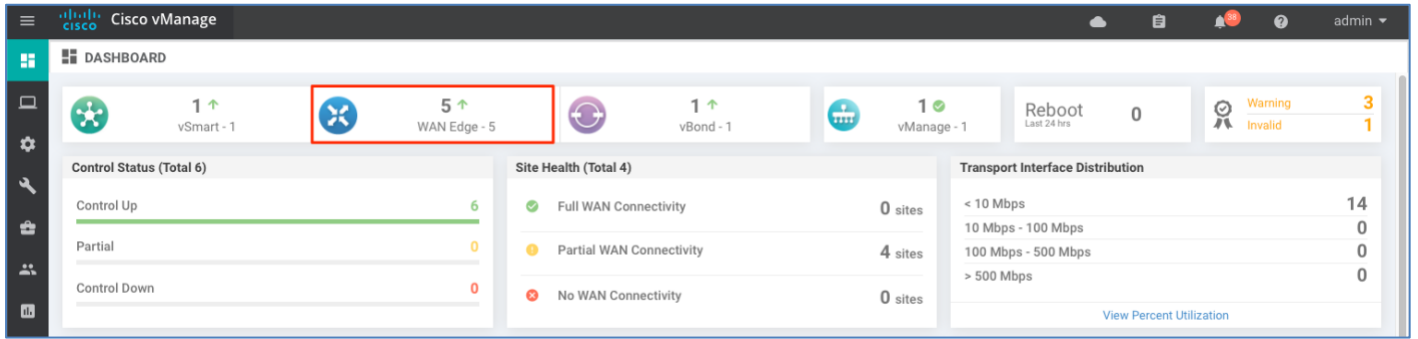 CISCO Cisco vManage 38 admin
DASHBOARD
1 5 1 1 Reboot 0 Warning 3
vSmart - 1 WAN Edge - 5 vBond - 1 vManage - 1 Last 24 hrs Invalid 1
Control Status (Total 6)
Control Up 6
Partial 0
Control Down 0
Site Health (Total 4)
Full WAN Connectivity 0 sites
Partial WAN Connectivity 4 sites
No WAN Connectivity 0 sites
Transport Interface Distribution
< 10 Mbps 14
10 Mbps - 100 Mbps 0
100 Mbps - 500 Mbps 0
> 500 Mbps 0
View Percent Utilization